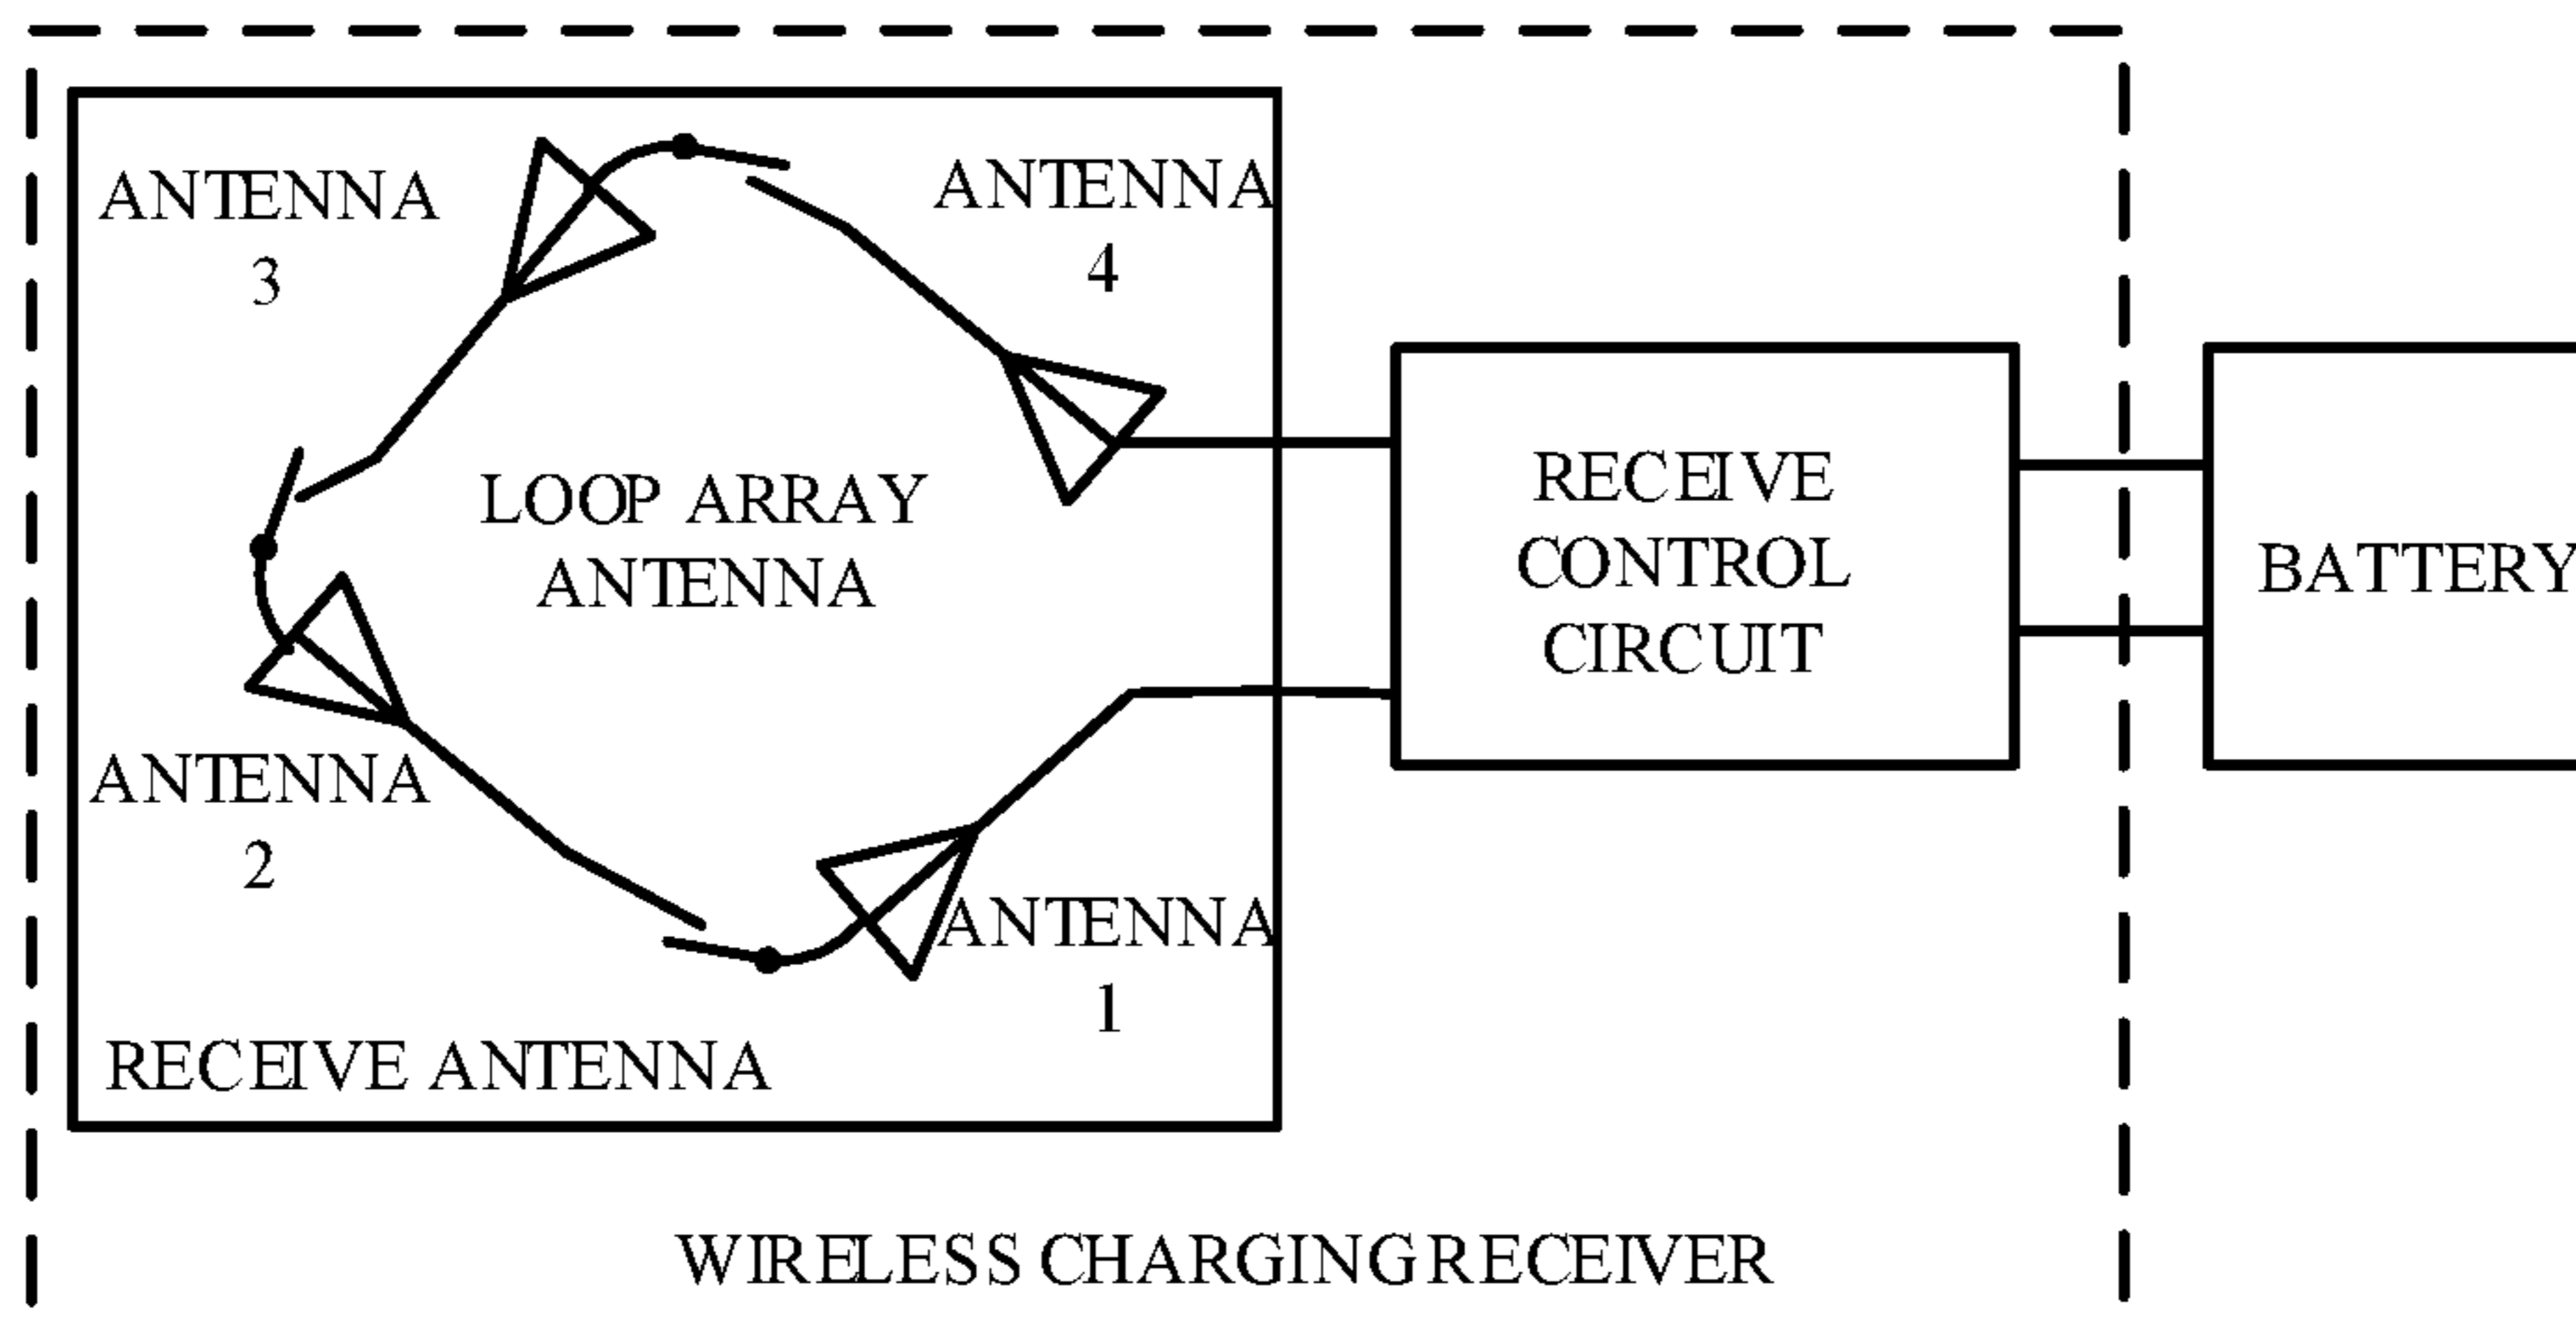 ANTENNA
3
ANTENNA
4
LOOP ARRAY
ANTENNA
RECEIVE
CONTROL
CIRCUIT
BATTERY
ANTENNA
2
ANTENNA
1
RECEIVE ANTENNA
WIRELESS CHARGING RECEIVER